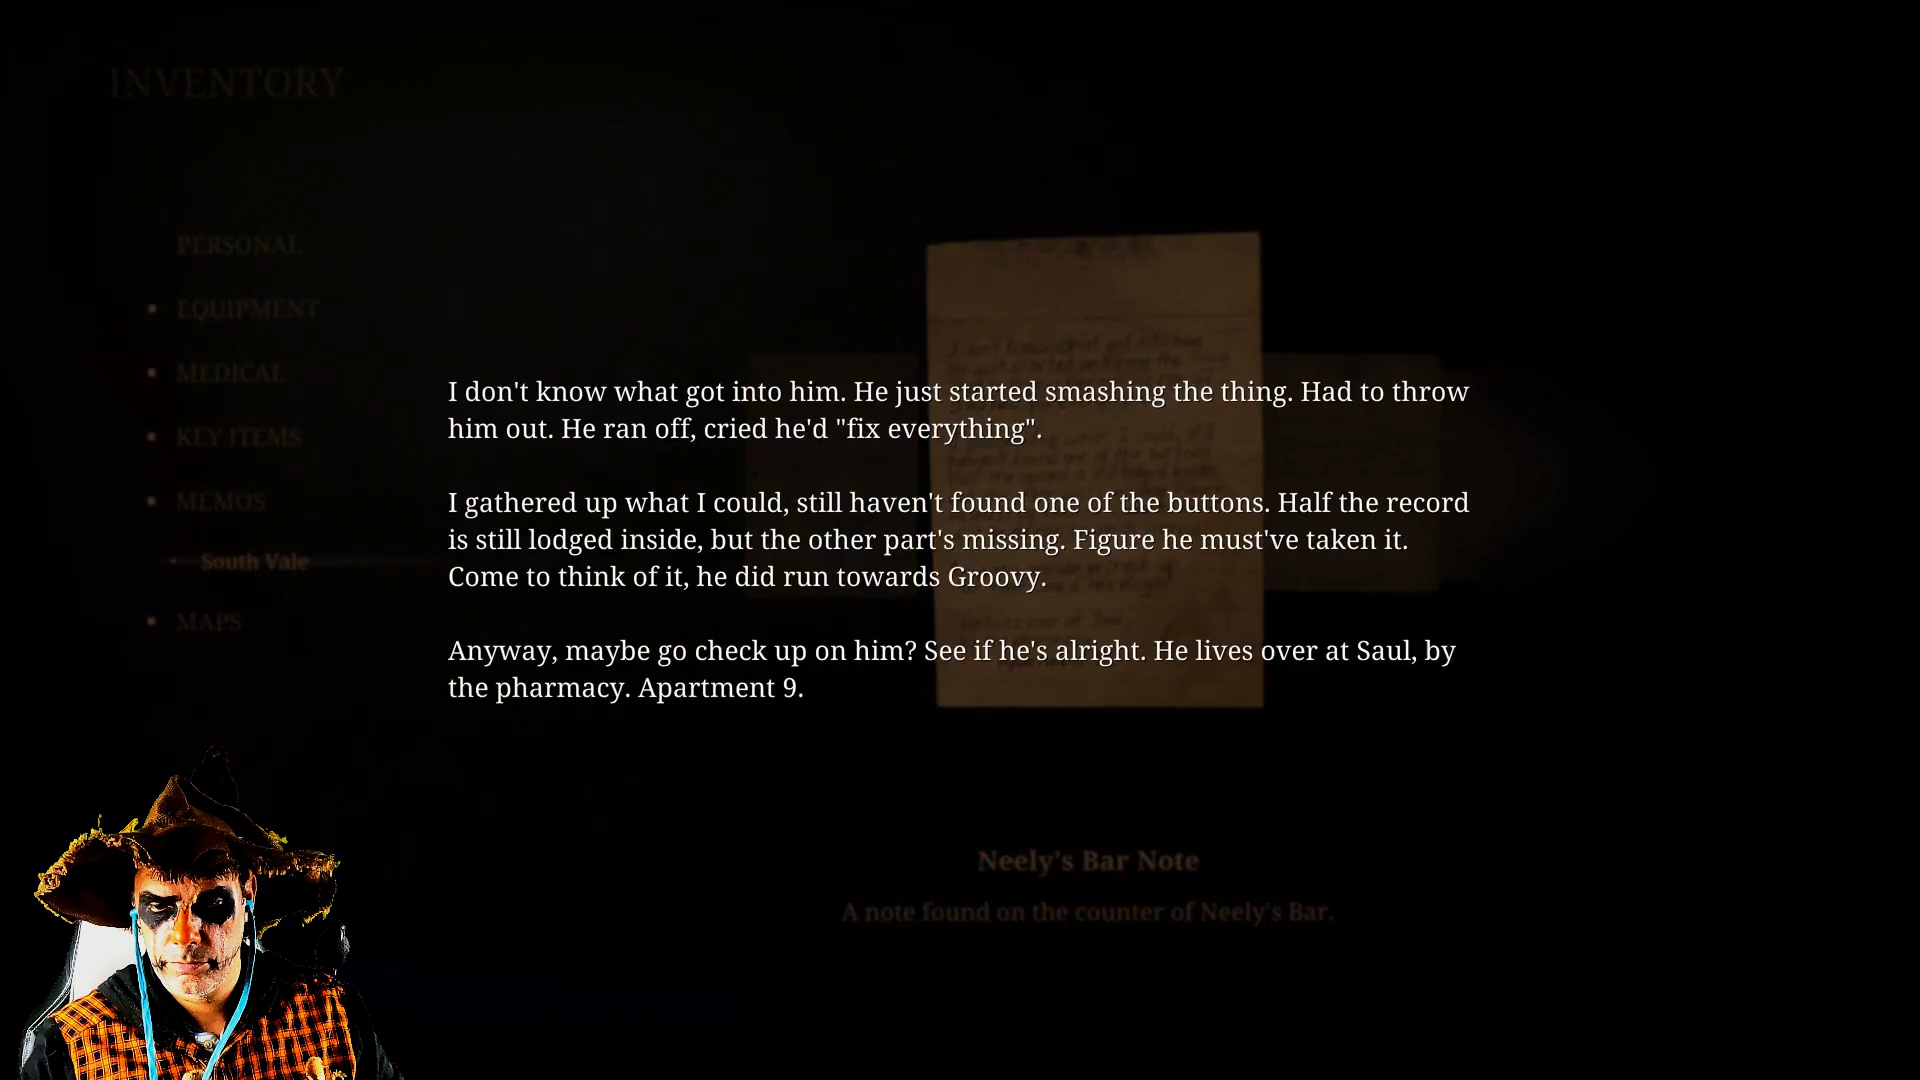 INVENTORY
PERSONAL
EQUIPMENT
MEDICAL
KEY ITEMS
MEMOS
South Vale
MAPS
I don't know what got into him. He just started smashing the thing. Had to throw
him out. He ran off, cried he'd "fix everything".
I gathered up what I could, still haven't found one of the buttons. Half the record
is still lodged inside, but the other part's missing. Figure he must've taken it.
Come to think of it, he did run towards Groovy.
Anyway, maybe go check up on him? See if he's alright. He lives over at Saul, by
the pharmacy. Apartment 9.
Neely's Bar Note
A note found on the counter of Neely's Bar.